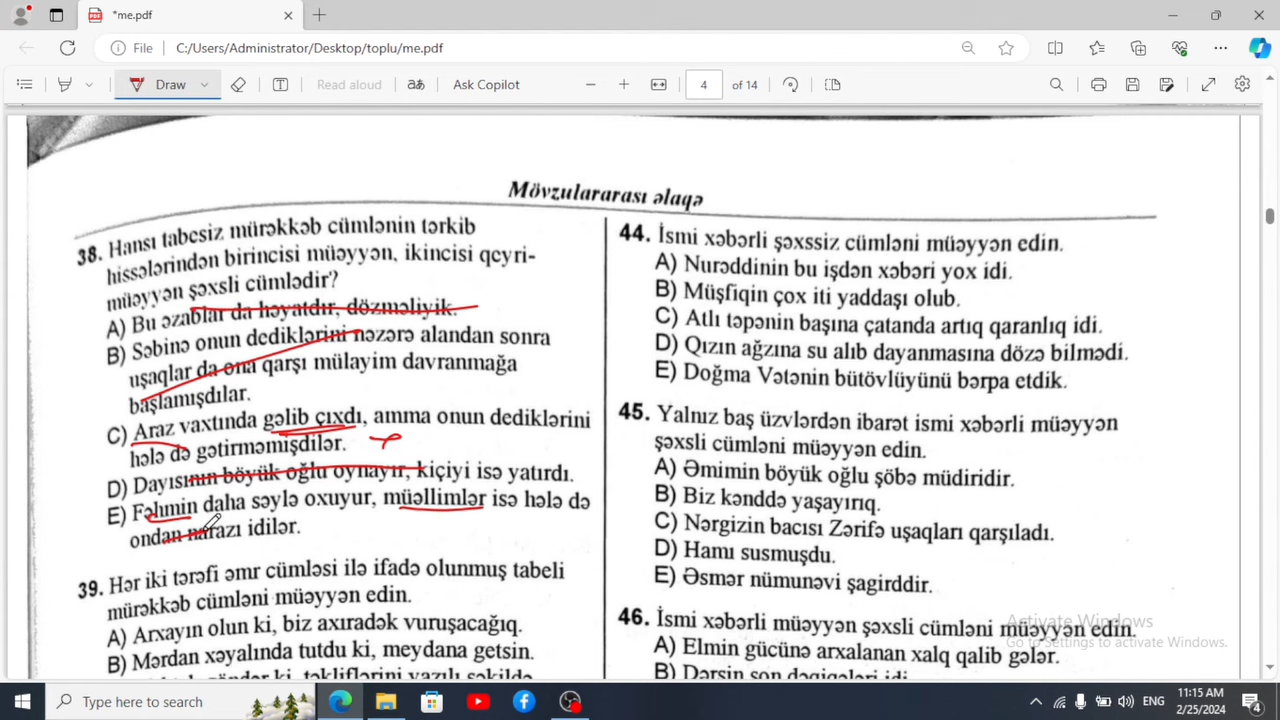 *me.pdf
File
C:/Users/Administrator/Desktop/toplu/me.pdf
Draw
Read aloud
Ask Copilot
4 of 14
Mövzulararası əlaqə
38. Hansı tabesiz mürəkkəb cümlənin tərkib
hissələrindən birincisi müəyyən, ikincisi qeyri-
müəyyən şəxsli cümlədir?
A) Bu əzablar da həyatdır, dözməliyik.
B) Səbinə onun dediklərini nəzərə alandan sonra
uşaqlar da ona qarşı mülayim davranmağa
başlamışdılar.
C) Araz vaxtında gəlib çıxdı, amma onun dediklərini
hələ də gətirməmişdilər.
D) Dayısının böyük oğlu oynayır, kiçiyi isə yatırdı.
E) Fəhmin daha səylə oxuyur, müəllimlər isə hələ də
ondan narazı idilər.
39. Hər iki tərəfi əmr cümləsi ilə ifadə olunmuş tabeli
mürəkkəb cümləni müəyyən edin.
A) Arxayın olun ki, biz axıradək vuruşacağıq.
B) Mərdan xəyalında tutdu ki, meydana getsin.
ki, təkliflərini yazılı şəkildə
44. İsmi xəbərli şəxssiz cümləni müəyyən edin.
A) Nurəddinin bu işdən xəbəri yox idi.
B) Müşfiqin çox iti yaddaşı olub.
C) Atlı təpənin başına çatanda artıq qaranlıq idi.
D) Qızın ağzına su alıb dayanmasına dözə bilmədi.
E) Doğma Vətənin bütövlüyünü bərpa etdik.
45. Yalnız baş üzvlərdən ibarət ismi xəbərli müəyyən
şəxsli cümləni müəyyən edin.
A) Əmimin böyük oğlu şöbə müdiridir.
B) Biz kənddə yaşayırıq.
C) Nərgizin bacısı Zərifə uşaqları qarşıladı.
D) Hamı susmuşdu.
E) Əsmər nümunəvi şagirddir.
46. İsmi xəbərli müəyyən şəxsli cümləni müəyyən edin.
A) Elmin gücünə arxalanan xalq qalib gələr.
B) Dərsin son dəqiqələri idi.
Activate Windows
Go to Settings to activate Windows.
Type here to search
ENG
11:15 AM
2/25/2024
4